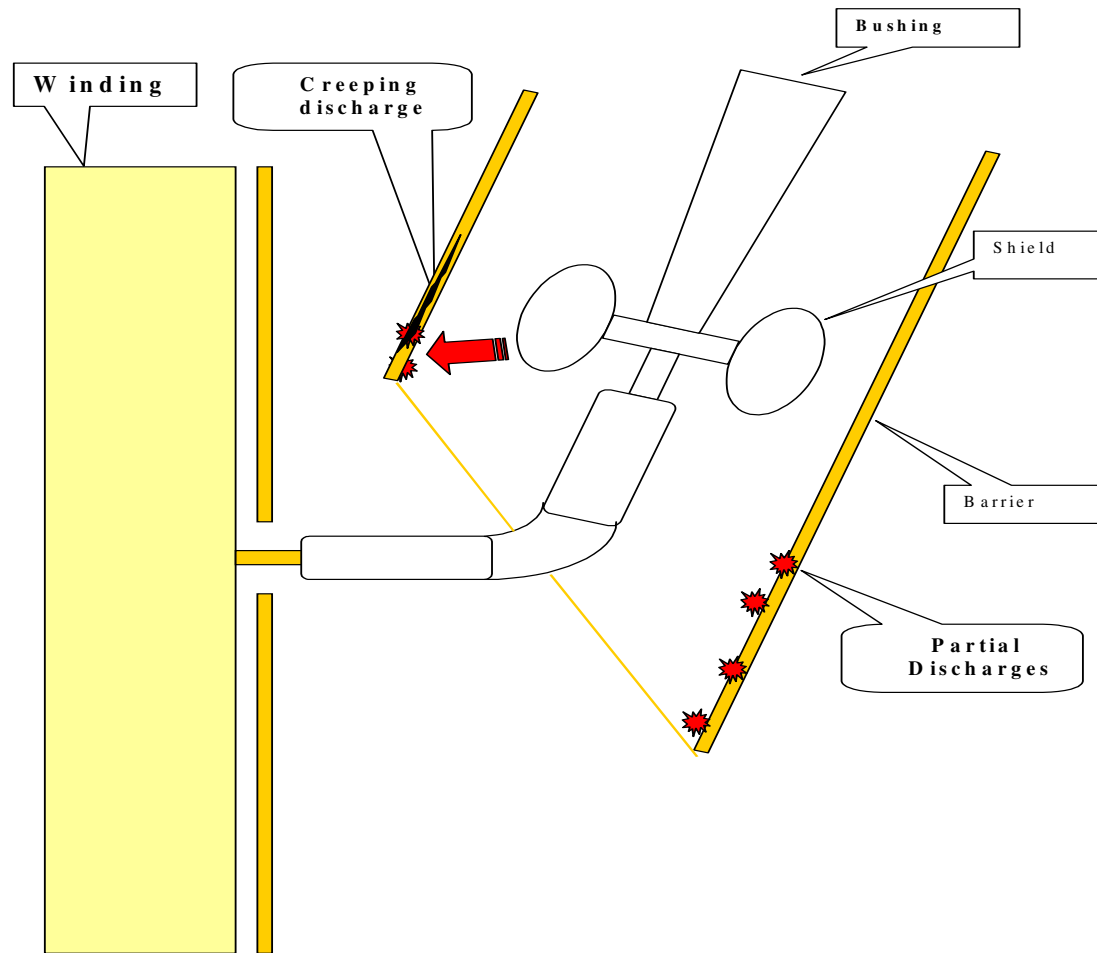 Bushing
Winding
Creeping
discharge
Shield
Barrier
Partial
Discharges